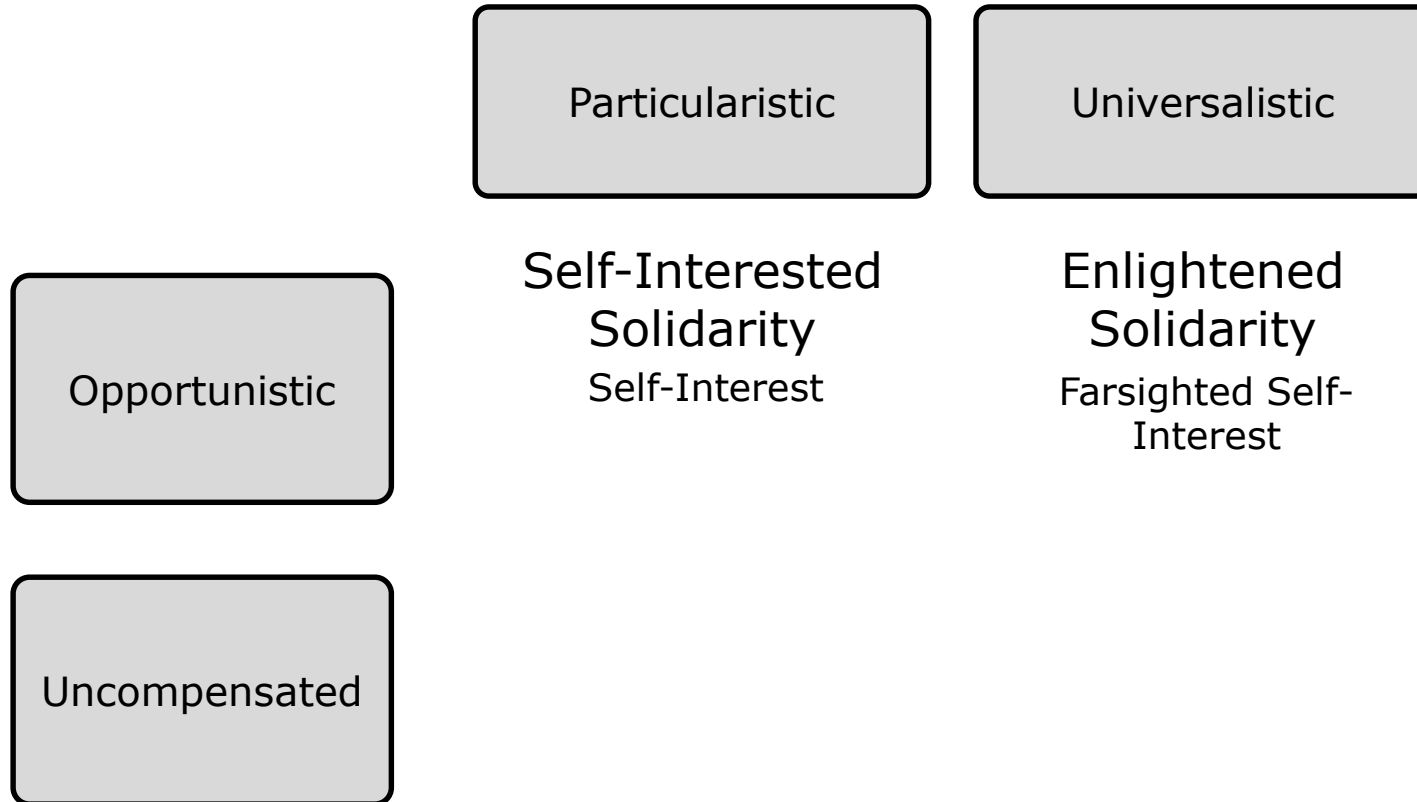 Particularistic
Universalistic
Self-Interested
Solidarity
Self-Interest
Enlightened
Solidarity
Farsighted Self-
Interest
Opportunistic
Uncompensated